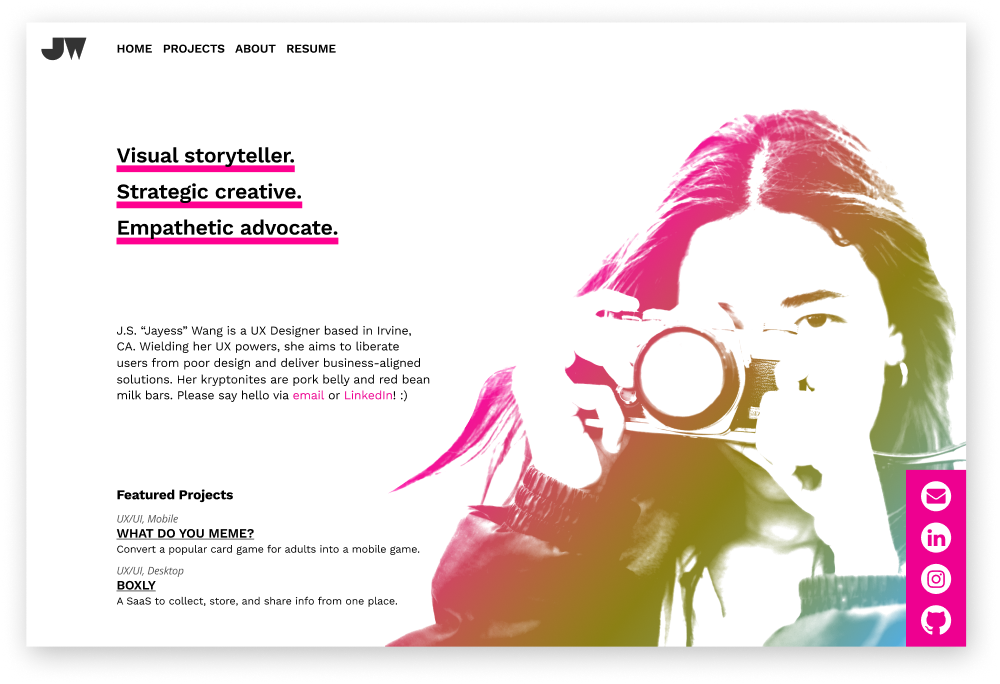 JW
HOME PROJECTS ABOUT RESUME
Visual storyteller.
Strategic creative.
Empathetic advocate.
J.S. “Jayess” Wang is a UX Designer based in Irvine,
CA. Wielding her UX powers, she aims to liberate
users from poor design and deliver business-aligned
solutions. Her kryptonites are pork belly and red bean
milk bars. Please say hello via email or LinkedIn! :)
Featured Projects
UX/UI, Mobile
WHAT DO YOU MEME?
Convert a popular card game for adults into a mobile game.
UX/UI, Desktop
BOXLY
A SaaS to collect, store, and share info from one place.
in